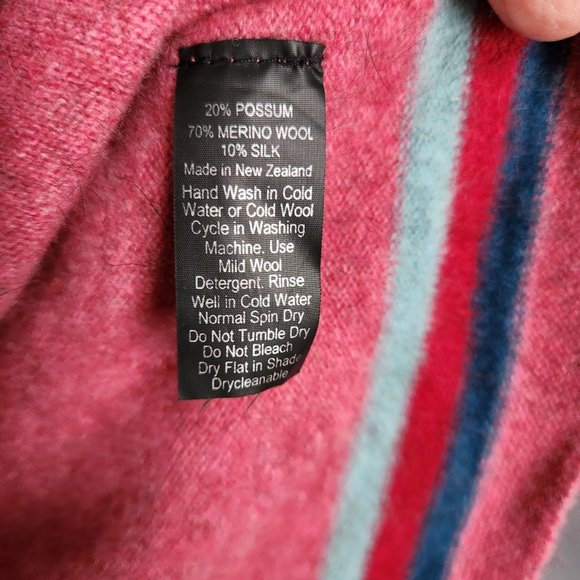 20% POSSUM
70% MERINO WOOL
10% SILK
Made in New Zealand
Hand Wash in Cold
Water or Cold Wool
Cycle in Washing
Machine. Use
Mild Wool
Detergent. Rinse
Well in Cold Water
Normal Spin Dry
Do Not Tumble Dry
Do Not Bleach
Dry Flat in Shade
Drycleanable